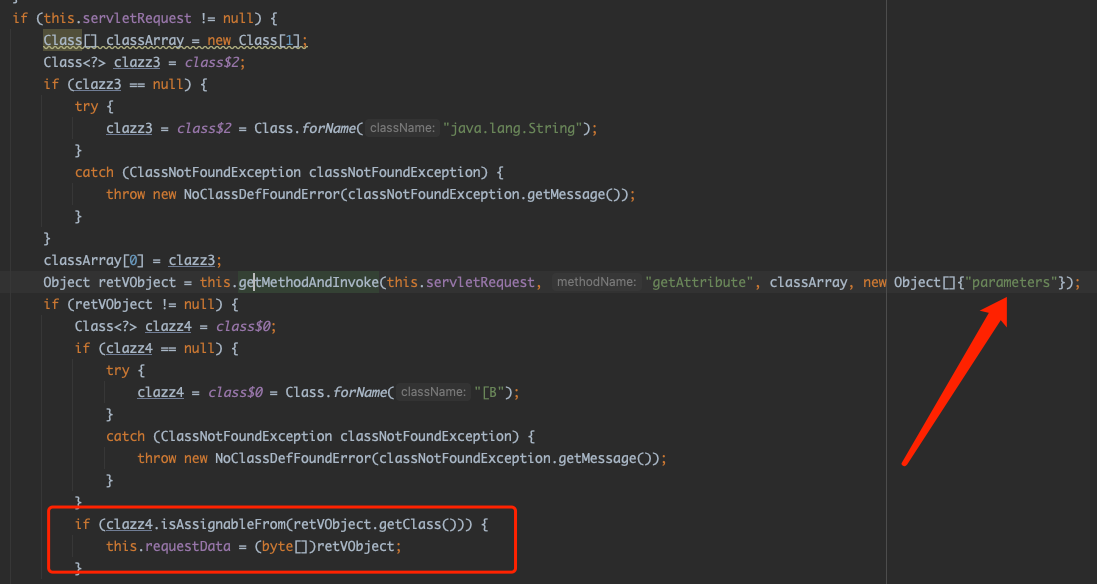 }
if (this.servletRequest != null) {
Class[] classArray = new Class[1];
Class<?> clazz3 = class$2;
if (clazz3 == null) {
try {
clazz3 = class$2 = Class.forName( className: "java.lang.String");
}
catch (ClassNotFoundException classNotFoundException) {
throw new NoClassDefFoundError(classNotFoundException.getMessage());
}
}
classArray[0] = clazz3;
Object retVObject = this.getMethodAndInvoke(this.servletRequest, methodName: "getAttribute", classArray, new Object[]{"parameters"});
if (retVObject != null) {
Class<?> clazz4 = class$0;
if (clazz4 == null) {
try {
clazz4 = class$0 = Class.forName( className: "[B");
}
catch (ClassNotFoundException classNotFoundException) {
throw new NoClassDefFoundError(classNotFoundException.getMessage());
}
}
if (clazz4.isAssignableFrom(retVObject.getClass())) {
this.requestData = (byte[])retVObject;
}